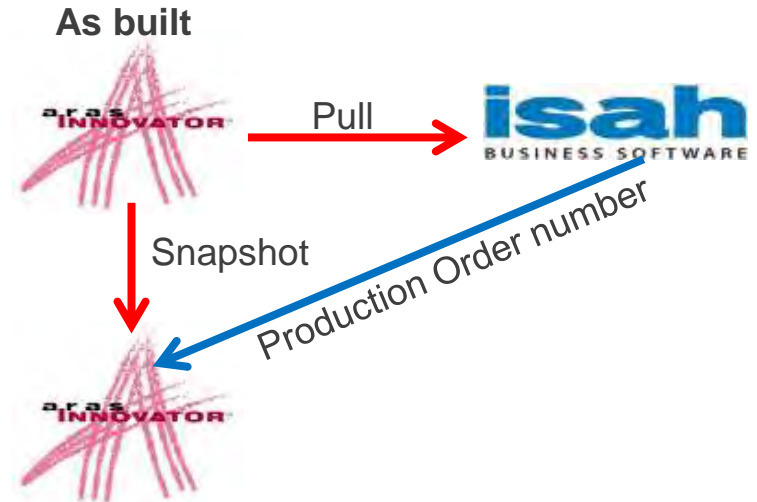 As built
aras
INNOVATOR
Pull
isah
BUSINESS SOFTWARE
Snapshot
Production Order number
aras
INNOVATOR